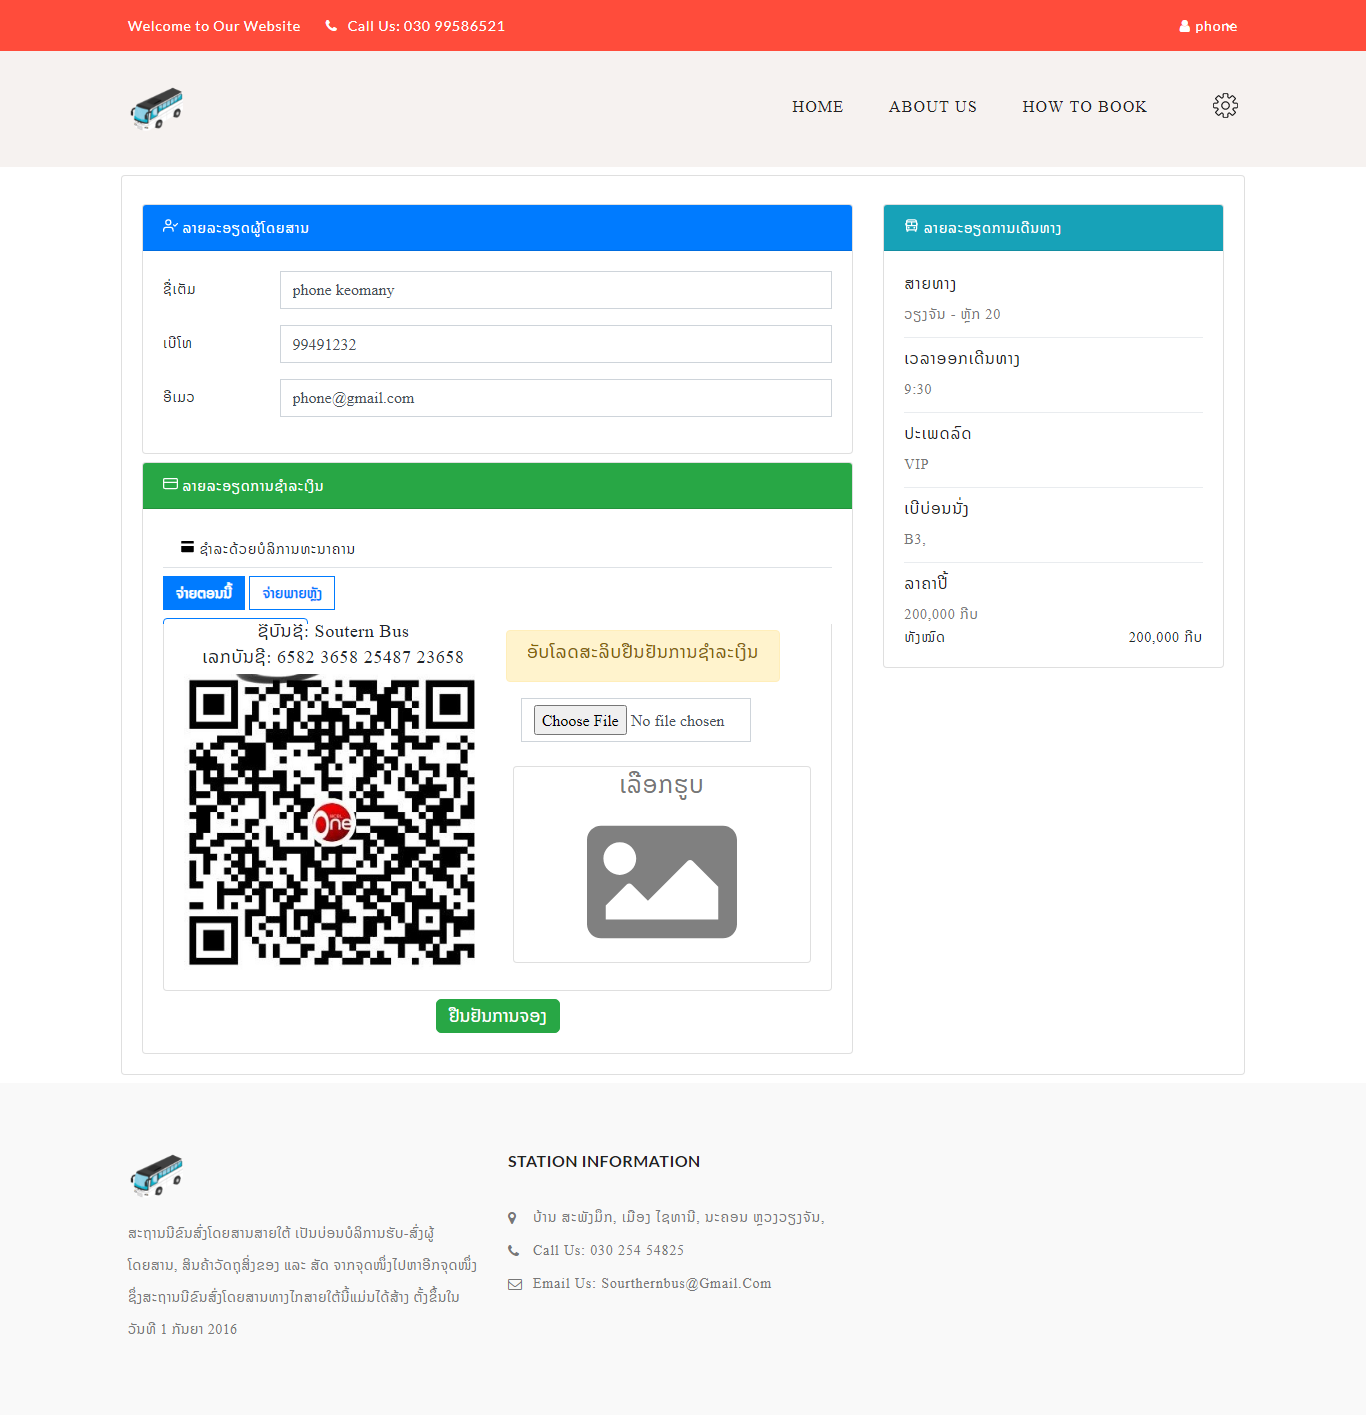 Welcome to Our Website
Call Us: 030 99586521
phone
HOME
ABOUT US
HOW TO BOOK
ລາຍລະອຽດຜູ້ໂດຍສານ
ຊື່ເຕັມ
phone keomany
ເບີໂທ
99491232
ອີເມວ
phone@gmail.com
ລາຍລະອຽດການຊຳລະເງິນ
ຊຳລະດ້ວຍບໍລິການທະນາຄານ
ຈ່າຍຕອນນີ້
ຈ່າຍພາຍຫຼັງ
ຊື່ບັນຊີ: Soutern Bus
ເລກບັນຊີ: 6582 3658 25487 23658
One
ອັບໂລດສະລິບຢືນຢັນການຊຳລະເງິນ
Choose File No file chosen
ເລືອກຮູບ
ຢືນຢັນການຈອງ
ລາຍລະອຽດການເດີນທາງ
ສາຍທາງ
ວຽງຈັນ - ຫຼັກ 20
ເວລາອອກເດີນທາງ
9:30
ປະເພດລົດ
VIP
ເບີບ່ອນນັ່ງ
B3,
ລາຄາປີ້
200,000 ກີບ
ທັງໝົດ 200,000 ກີບ
ສະຖານນີຂົນສົ່ງໂດຍສານສາຍໃຕ້ ເປັນບ່ອນບໍລິການຮັບ-ສົ່ງຜູ້
ໂດຍສານ, ສິນຄ້າວັດຖຸສິ່ງຂອງ ແລະ ສັດ ຈາກຈຸດໜຶ່ງໄປຫາອີກຈຸດໜຶ່ງ
ຊຶ່ງສະຖານນີຂົນສົ່ງໂດຍສານທາງໄກສາຍໃຕ້ນີ້ແມ່ນໄດ້ສ້າງ ຕັ້ງຂຶ້ນໃນ
ວັນທີ 1 ກັນຍາ 2016
STATION INFORMATION
ບ້ານ ສະພັງມຶກ, ເມືອງ ໄຊທານີ, ນະຄອນ ຫຼວງວຽງຈັນ,
Call Us: 030 254 54825
Email Us: Sourthernbus@Gmail.Com